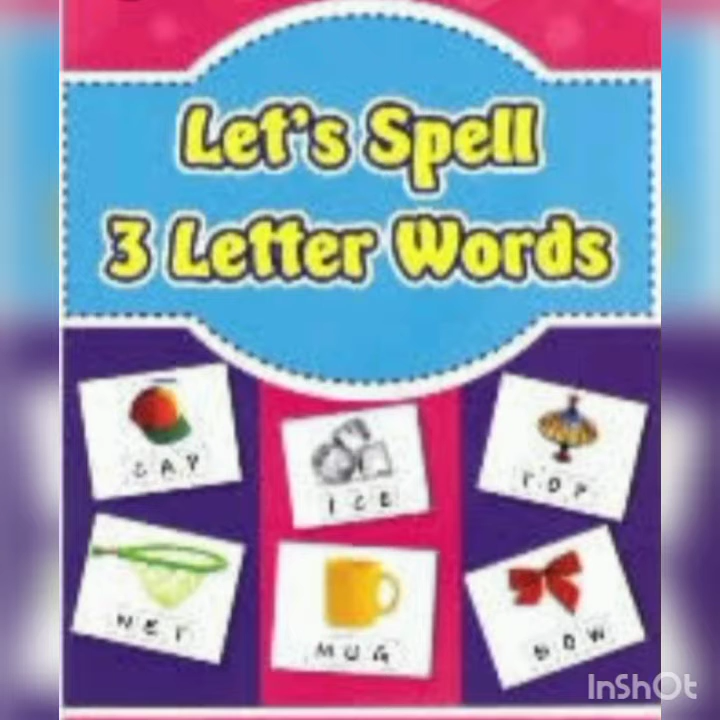 Let's Spell
3 Letter Words
CAP
ICE
TOP
NET
MUG
BOW
InShOt